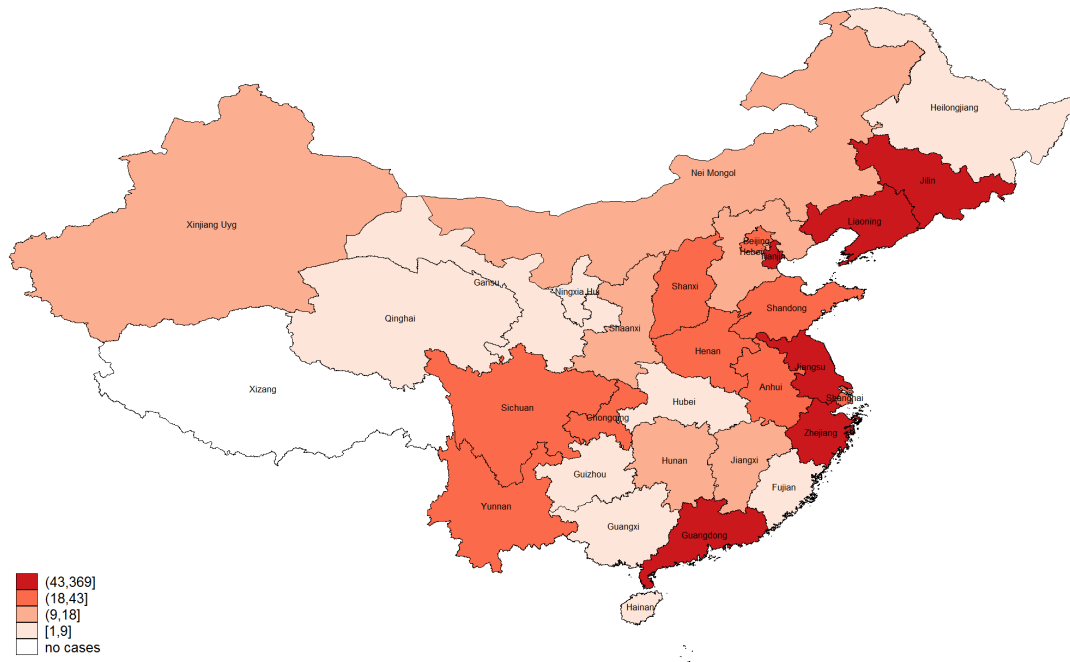 Heilongjiang
Nei Mongol
Jilin
Xinjiang Uyg
Liaoning
Beijing
Hebei
Tianjin
Gansu
Ningxia Hui
Shanxi
Shandong
Qinghai
Shaanxi
Henan
Jiangsu
Xizang
Anhui
Shanghai
Sichuan
Hubei
Chongqing
Zhejiang
Hunan
Jiangxi
Guizhou
Fujian
Yunnan
Guangxi
Guangdong
Hainan
(43,369]
(18,43]
(9,18]
[1,9]
no cases